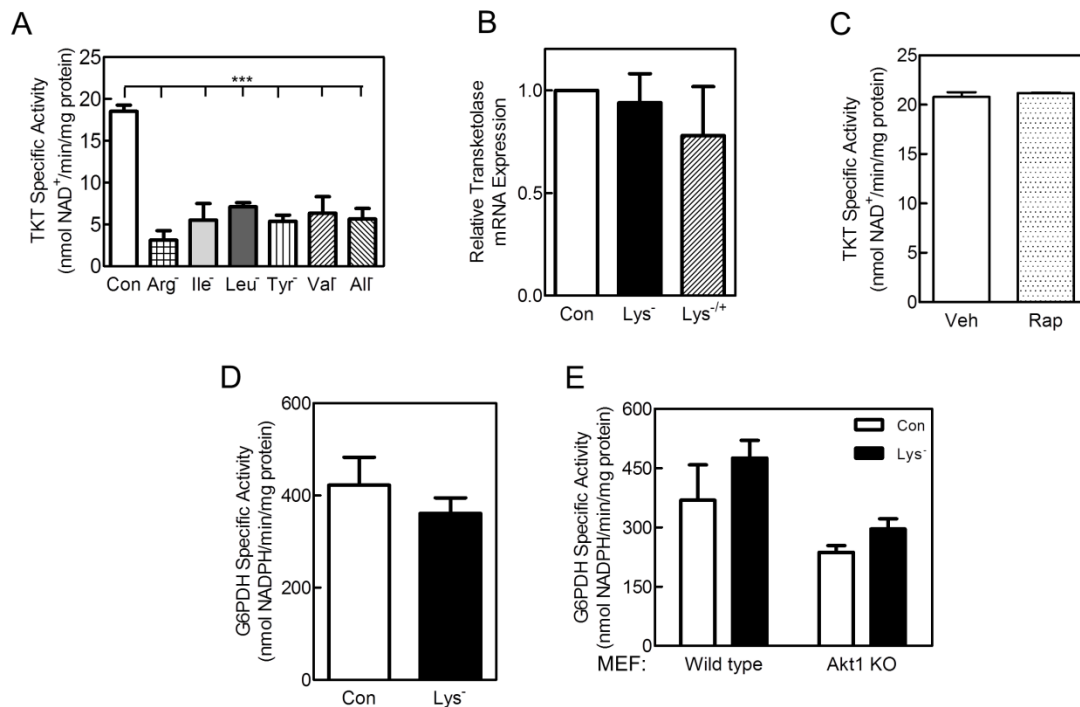 A
TKT Specific Activity
(nmol NAD⁺/min/mg protein)
25
20
15
10
5
0
***
Con Arg⁻ Ile⁻ Leu⁻ Tyr⁻ Val⁻ All⁻
B
Relative Transketolase
mRNA Expression
1.0
0.5
0.0
Con Lys⁻ Lys⁻/⁺
C
TKT Specific Activity
(nmol NAD⁺/min/mg protein)
25
20
15
10
5
0
Veh Rap
D
G6PDH Specific Activity
(nmol NADPH/min/mg protein)
600
400
200
0
Con Lys⁻
E
G6PDH Specific Activity
(nmol NADPH/min/mg protein)
600
450
300
150
0
Con
Lys⁻
MEF: Wild type Akt1 KO